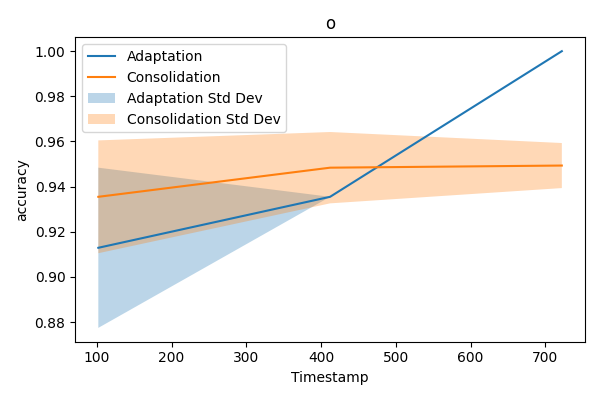 o
1.00
0.98
0.96
0.94
0.92
0.90
0.88
accuracy
Adaptation
Consolidation
Adaptation Std Dev
Consolidation Std Dev
100 200 300 400 500 600 700
Timestamp